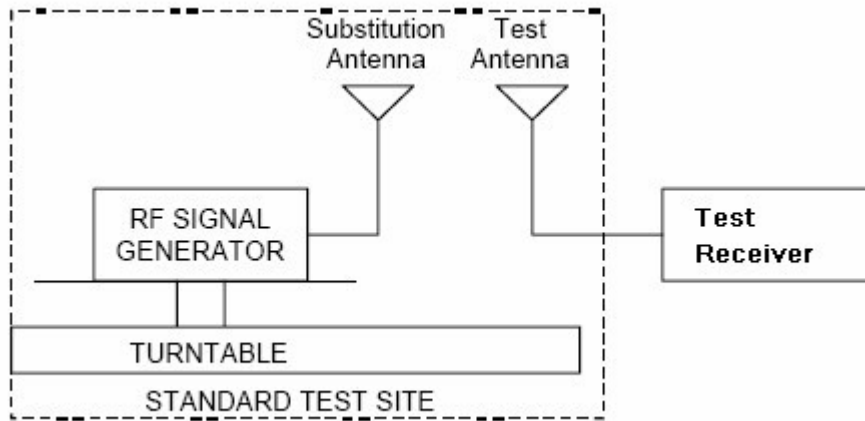 Substitution
Antenna
Test
Antenna
RF SIGNAL
GENERATOR
Test
Receiver
TURNTABLE
STANDARD TEST SITE